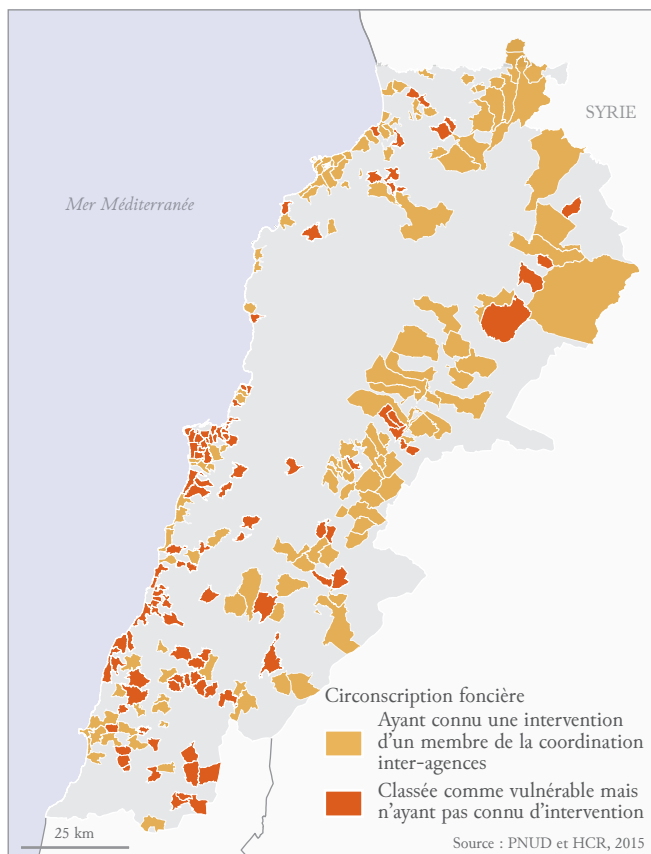 SYRIE
Mer Méditerranée
Circonscription foncière
Ayant connu une intervention
d'un membre de la coordination
inter-agences
Classée comme vulnérable mais
n'ayant pas connu d'intervention
25 km
Source : PNUD et HCR, 2015